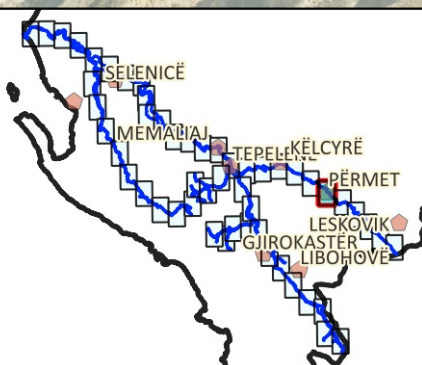 SELENICË
MEMALIAJ
TEPELENË
KËLCYRË
PËRMET
LESKOVIK
GJIROKASTËR
LIBOHOVË